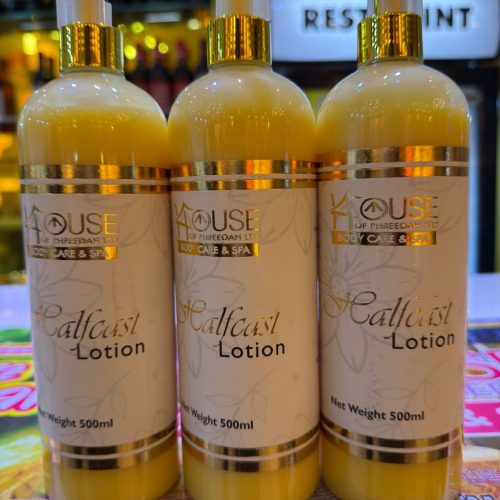 HOUSE
OF PHREEDAM LTD
BODY CARE & SPA
Halfcast
Lotion
Net Weight 500ml
HOUSE
OF PHREEDAM LTD
BODY CARE & SPA
Halfcast
Lotion
Net Weight 500ml
HOUSE
OF PHREEDAM LTD
BODY CARE & SPA
Halfcast
Lotion
Net Weight 500ml